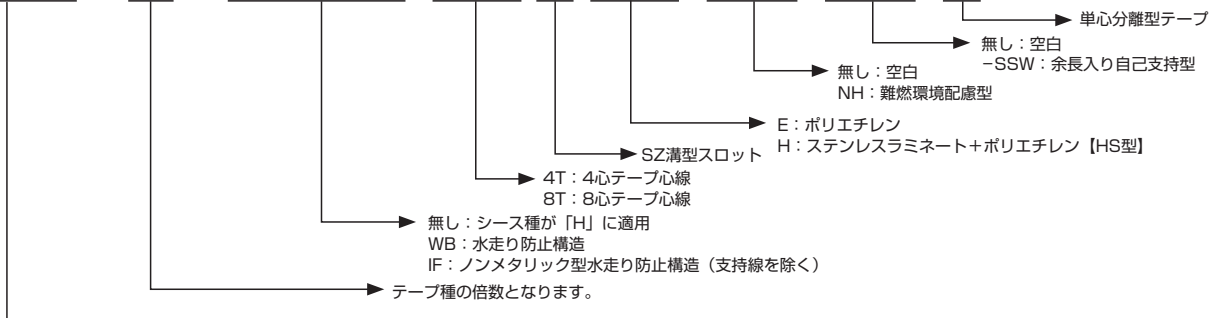 単心分離型テープ
無し：空白
－SSW：余長入り自己支持型
無し：空白
NH：難燃環境配慮型
E：ポリエチレン
H：ステンレスラミネート＋ポリエチレン【HS型】
SZ溝型スロット
4T：4心テープ心線
8T：8心テープ心線
無し：シース種が「H」に適用
WB：水走り防止構造
IF：ノンメタリック型水走り防止構造（支持線を除く）
テープ種の倍数となります。